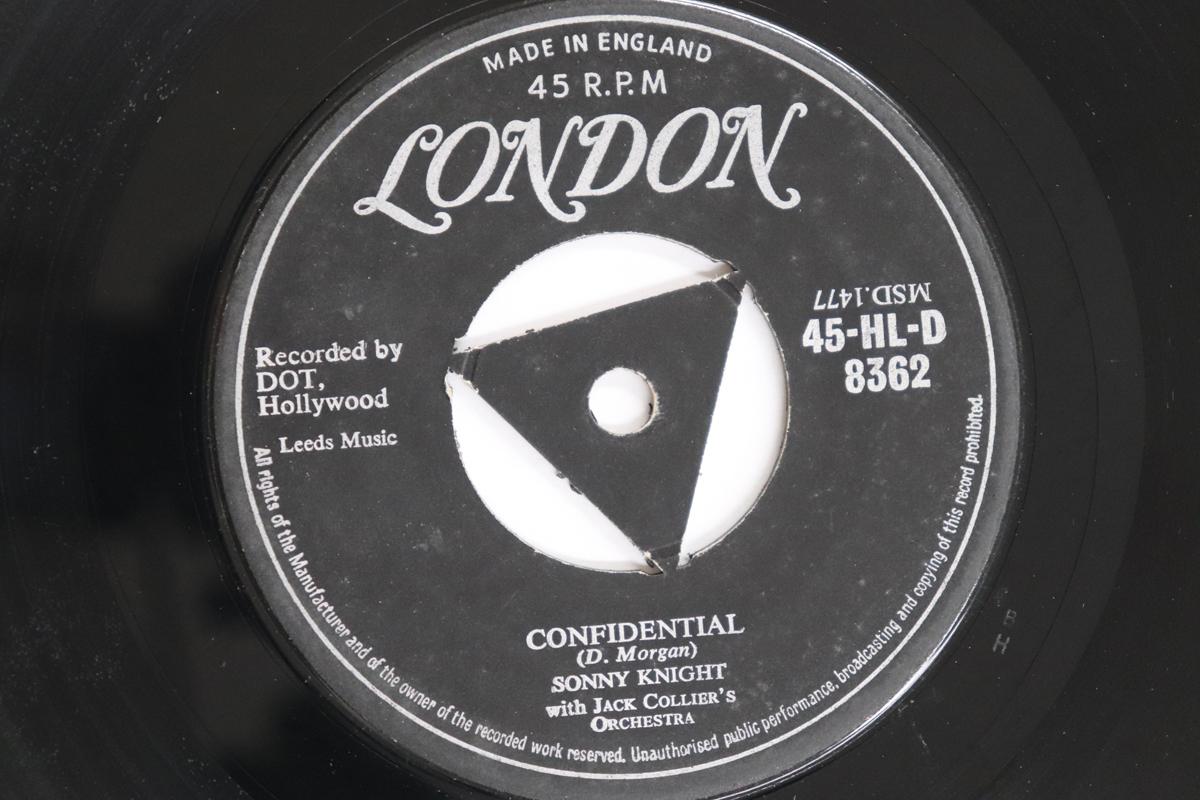 MADE IN ENGLAND
45 R.P.M
LONDON
MSD.1477
45-HL-D
8362
Recorded by
DOT,
Hollywood
Leeds Music
CONFIDENTIAL
(D. Morgan)
SONNY KNIGHT
with JACK COLLIER'S
ORCHESTRA
All rights of the Manufacturer and of the owner of the recorded work reserved. Unauthorised public performance, broadcasting and copying of this record prohibited.